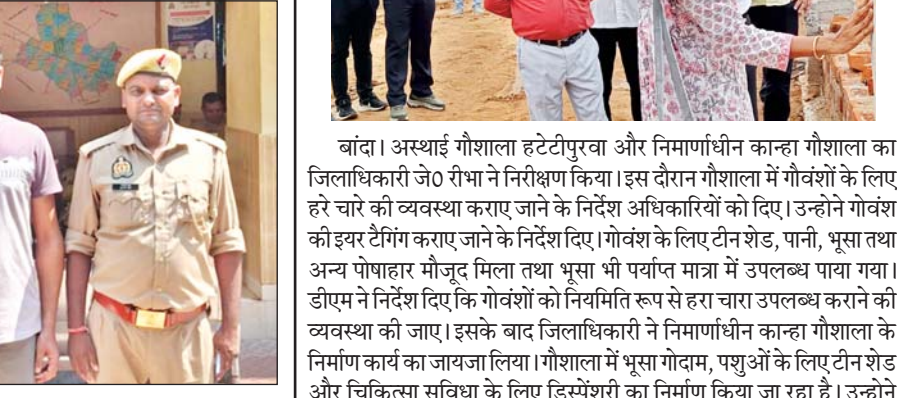 बांदा। अस्थाई गौशाला हटेटीपुरवा और निमार्णाधीन कान्हा गौशाला का
जिलाधिकारी जे0 रीभा ने निरीक्षण किया।इस दौरान गौशाला में गौवंशों के लिए
हरे चारे की व्यवस्था कराए जाने के निर्देश अधिकारियों को दिए।उन्होने गोवंश
की इयर टैगिंग कराए जाने के निर्देश दिए।गोवंश के लिए टीन शेड, पानी, भूसा तथा
अन्य पोषाहार मौजूद मिला तथा भूसा भी पर्याप्त मात्रा में उपलब्ध पाया गया।
डीएम ने निर्देश दिए कि गोवंशों को नियमिति रूप से हरा चारा उपलब्ध कराने की
व्यवस्था की जाए।इसके बाद जिलाधिकारी ने निमार्णाधीन कान्हा गौशाला के
निर्माण कार्य का जायजा लिया।गौशाला में भूसा गोदाम, पशुओं के लिए टीन शेड
और चिकित्सा सुविधा के लिए डिस्पेंशरी का निर्माण किया जा रहा है। उन्होने